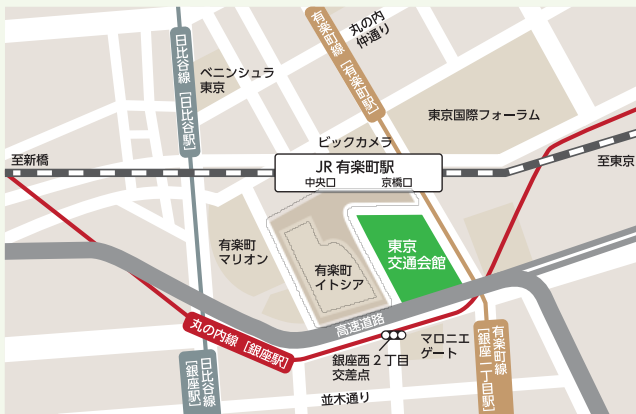 丸の内
仲通り
有楽町線 [有楽町駅]
日比谷線 [日比谷駅]
ペニンシュラ
東京
東京国際フォーラム
ビックカメラ
至新橋
JR 有楽町駅
中央口
京橋口
至東京
有楽町
マリオン
有楽町
イトシア
東京
交通会館
高速道路
丸の内線 [銀座駅]
日比谷線
[銀座駅]
銀座西 2 丁目
交差点
マロニエ
ゲート
有楽町線
[銀座一丁目駅]
並木通り